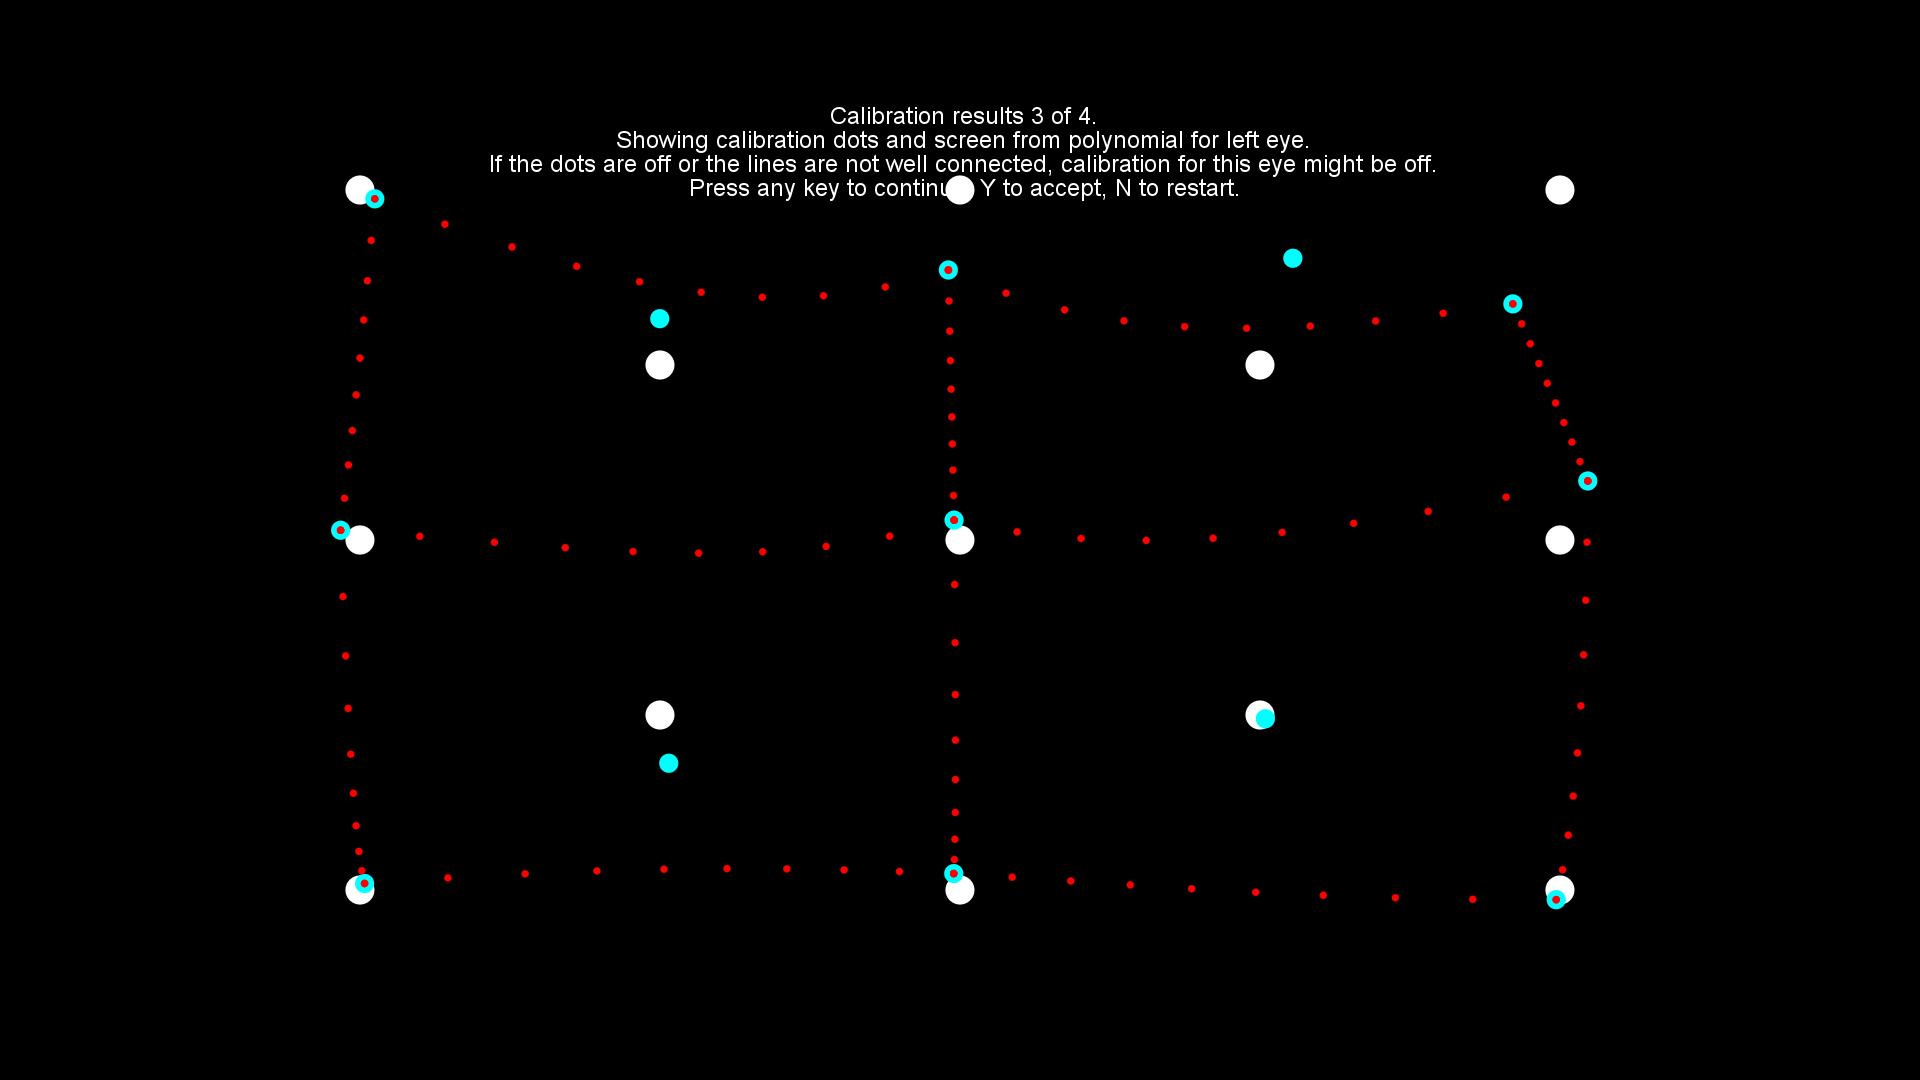 Calibration results 3 of 4.
Showing calibration dots and screen from polynomial for left eye.
If the dots are off or the lines are not well connected, calibration for this eye might be off.
Press any key to continu Y to accept, N to restart.